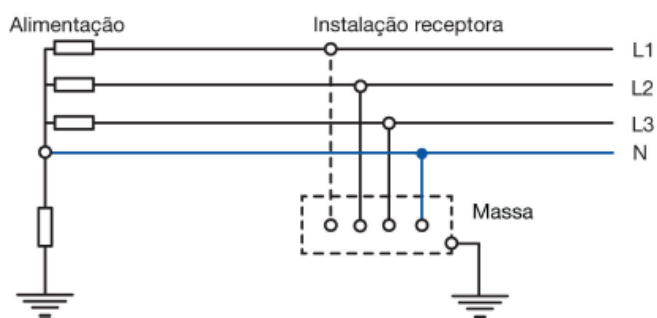 Alimentação
Instalação receptora
L1
L2
L3
N
Massa